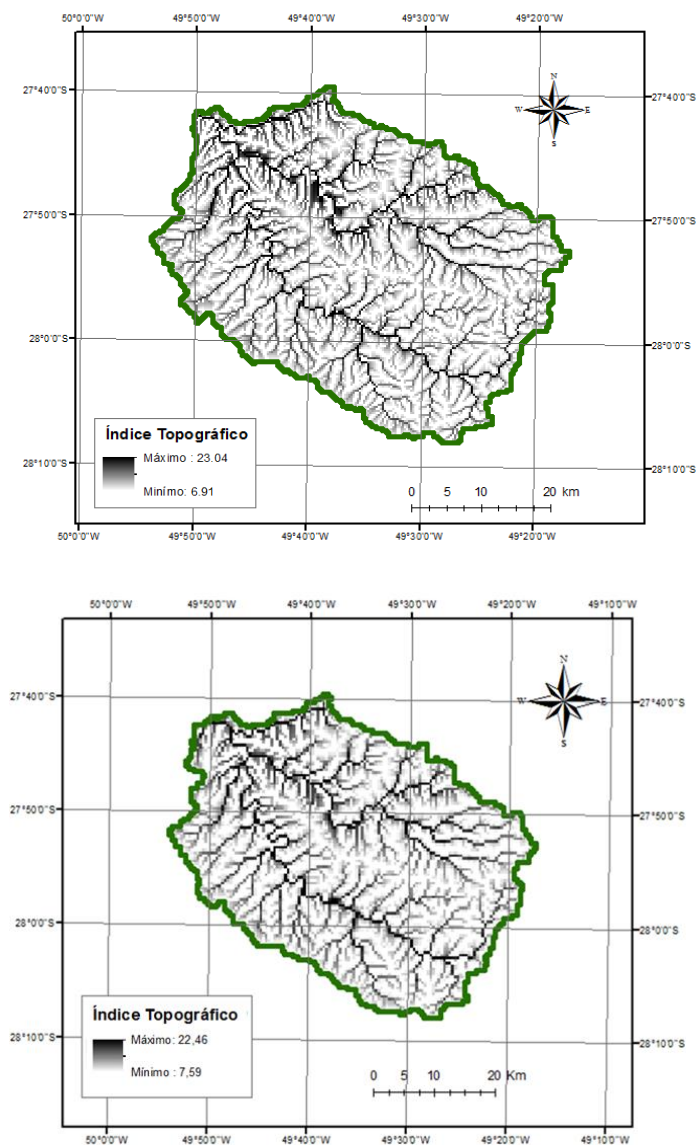 50°0'0"W 49°50'0"W 49°40'0"W 49°30'0"W 49°20'0"W
N
27°40'0"S 27°40'0"S
W E
S
27°50'0"S 27°50'0"S
28°0'0"S 28°0'0"S
Índice Topográfico
Máximo : 23.04
Minímo : 6.91
28°10'0"S 28°10'0"S
0 5 10 20 km
50°0'0"W 49°50'0"W 49°40'0"W 49°30'0"W 49°20'0"W
50°0'0"W 49°50'0"W 49°40'0"W 49°30'0"W 49°20'0"W 49°10'0"W
N
27°40'0"S 27°40'0"S
W E
S
27°50'0"S 27°50'0"S
28°0'0"S 28°0'0"S
Índice Topográfico
Máximo: 22,46
Mínimo : 7,59
28°10'0"S 28°10'0"S
0 5 10 20 Km
50°0'0"W 49°50'0"W 49°40'0"W 49°30'0"W 49°20'0"W 49°10'0"W